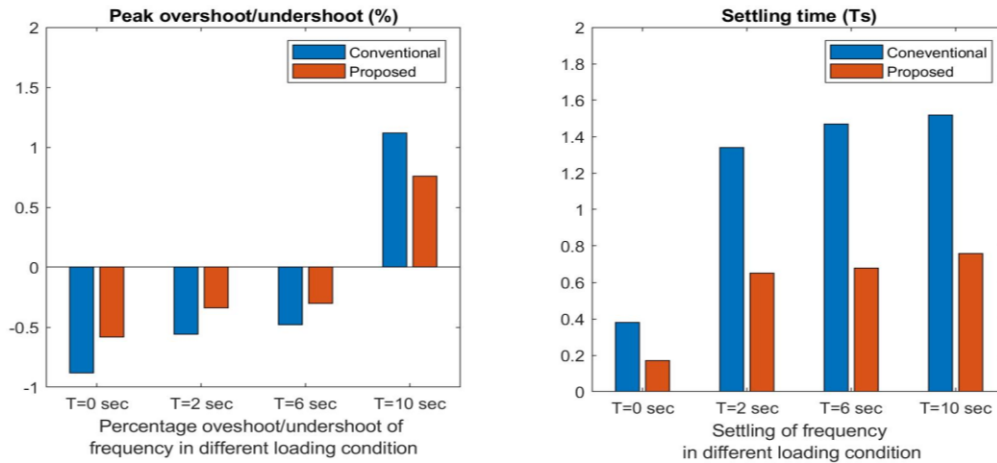 Peak overshoot/undershoot (%)
2
1.5
1
0.5
0
-0.5
-1
Conventional
Proposed
T=0 sec
T=2 sec
T=6 sec
T=10 sec
Percentage oveshoot/undershoot of
frequency in different loading condition
Settling time (Ts)
2
1.8
1.6
1.4
1.2
1
0.8
0.6
0.4
0.2
0
Coneventional
Proposed
T=0 sec
T=2 sec
T=6 sec
T=10 sec
Settling of frequency
in different loading condition